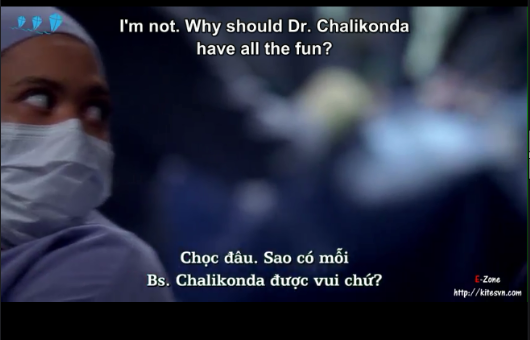 I'm not. Why should Dr. Chalikonda
have all the fun?
Chọc đâu. Sao có mỗi
Bs. Chalikonda được vui chứ?
E-Zone
http://kitesvn.com